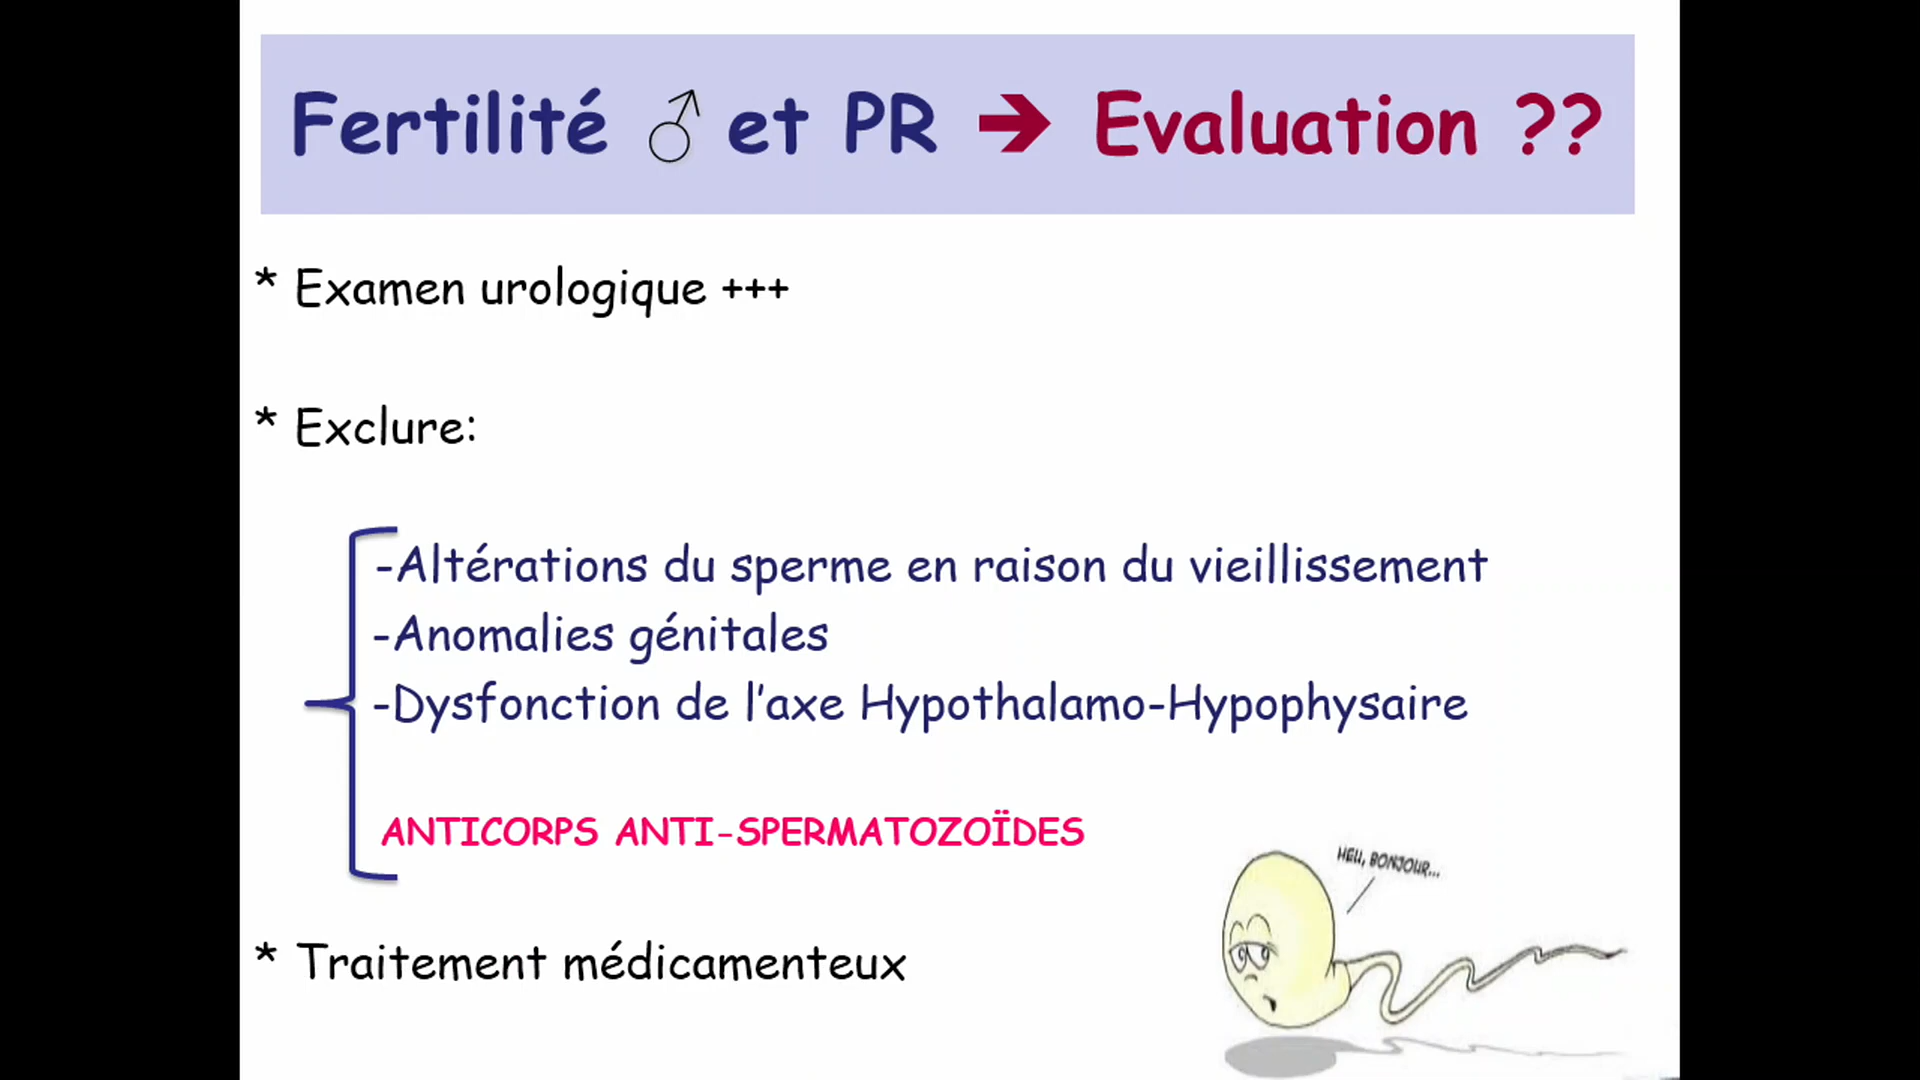 Fertilité ♂ et PR ➔ Evaluation ??
* Examen urologique +++
* Exclure:
-Altérations du sperme en raison du vieillissement
-Anomalies génitales
-Dysfonction de l'axe Hypothalamo-Hypophysaire
ANTICORPS ANTI-SPERMATOZOÏDES
HEU, BONJOUR...
* Traitement médicamenteux